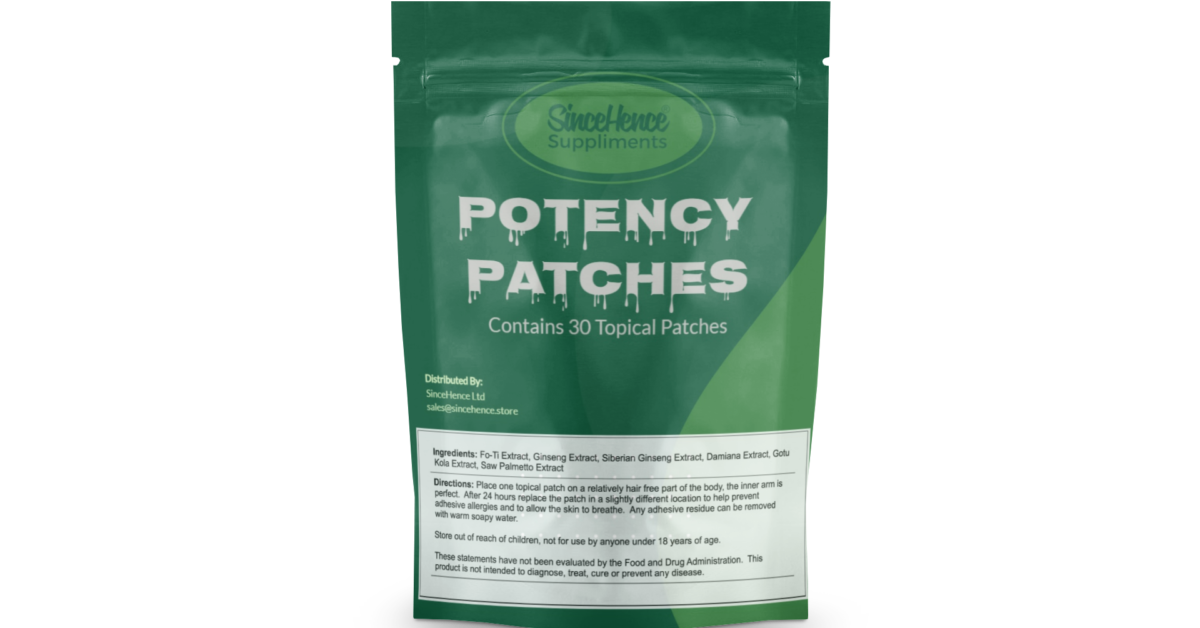 SinceHence
Suppliments
POTENCY
PATCHES
Contains 30 Topical Patches
Distributed By:
SinceHence Ltd
sales@sincehence.store
Ingredients: Fo-Ti Extract, Ginseng Extract, Siberian Ginseng Extract, Damiana Extract, Gotu
Kola Extract, Saw Palmetto Extract
Directions: Place one topical patch on a relatively hair free part of the body, the inner arm is
perfect. After 24 hours replace the patch in a slightly different location to help prevent
adhesive allergies and to allow the skin to breathe. Any adhesive residue can be removed
with warm soapy water.
Store out of reach of children, not for use by anyone under 18 years of age.
These statements have not been evaluated by the Food and Drug Administration. This
product is not intended to diagnose, treat, cure or prevent any disease.